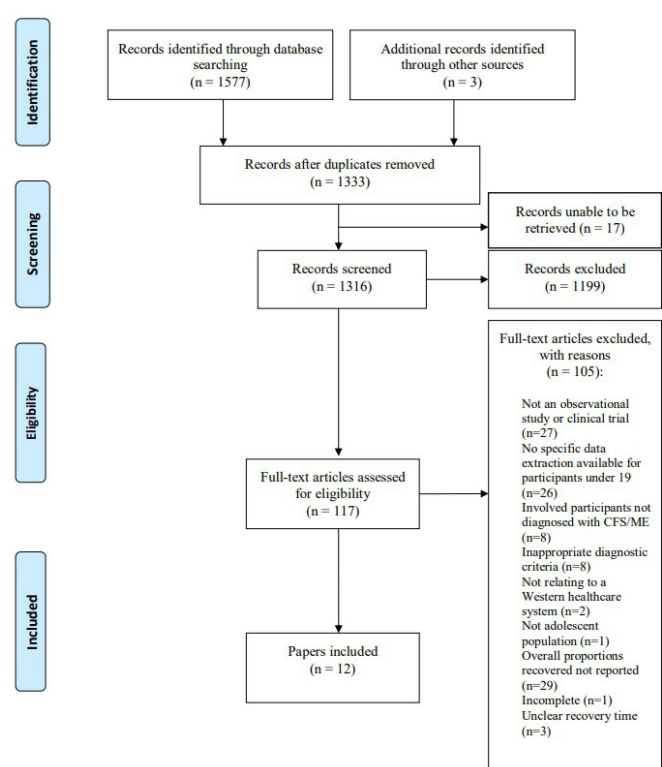 Identification
Records identified through database
searching
(n = 1577)
Additional records identified
through other sources
(n = 3)
Records after duplicates removed
(n = 1333)
Screening
Records unable to be
retrieved (n = 17)
Records screened
(n = 1316)
Records excluded
(n = 1199)
Eligibility
Full-text articles assessed
for eligibility
(n = 117)
Full-text articles excluded,
with reasons
(n = 105):
Not an observational
study or clinical trial
(n=27)
No specific data
extraction available for
participants under 19
(n=26)
Involved participants not
diagnosed with CFS/ME
(n=8)
Inappropriate diagnostic
criteria (n=8)
Not relating to a
Western healthcare
system (n=2)
Not adolescent
population (n=1)
Overall proportions
recovered not reported
(n=29)
Incomplete (n=1)
Unclear recovery time
(n=3)
Included
Papers included
(n = 12)